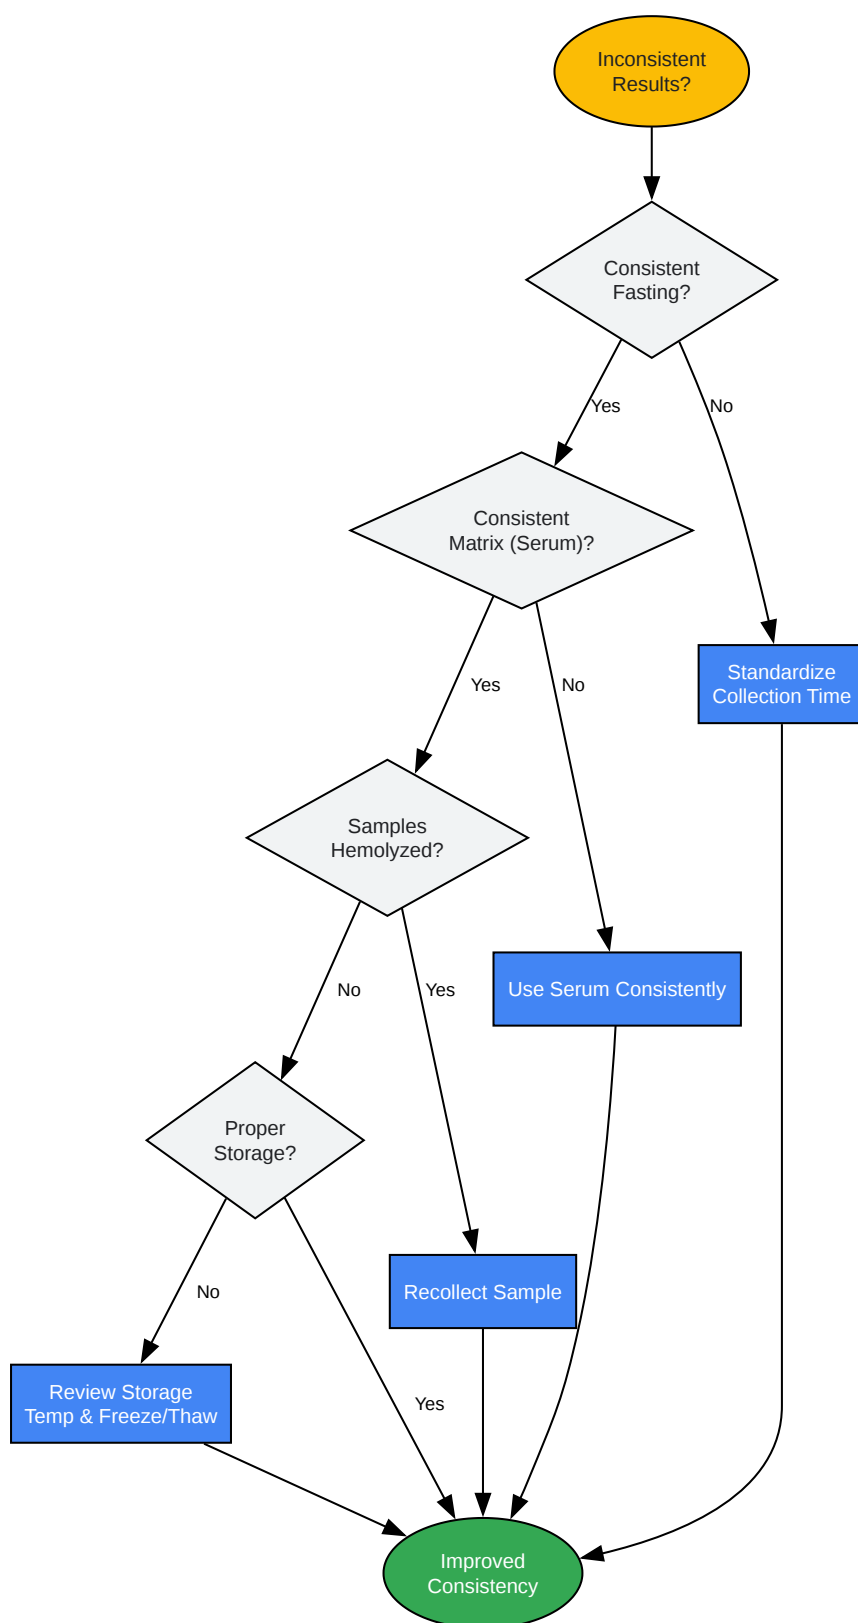 Inconsistent
Results?
Consistent
Fasting?
Yes
No
Consistent
Matrix (Serum)?
Standardize
Collection Time
Yes
No
Samples
Hemolyzed?
Use Serum Consistently
No
Yes
Proper
Storage?
Recollect Sample
No
Review Storage
Temp & Freeze/Thaw
Yes
Improved
Consistency